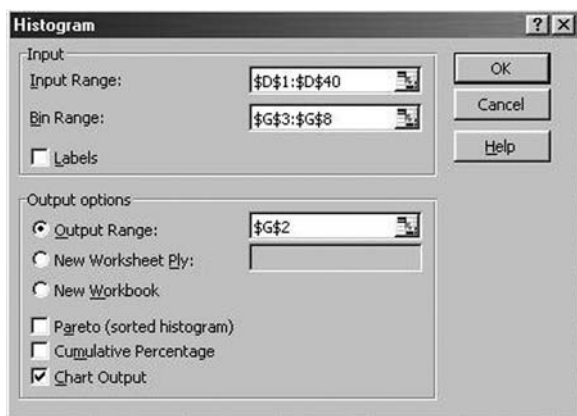 Histogram
Input
Input Range: $D$1:$D$40
Bin Range: $G$3:$G$8
Labels
OK
Cancel
Help
Output options
Output Range: $G$2
New Worksheet Ply:
New Workbook
Pareto (sorted histogram)
Cumulative Percentage
Chart Output